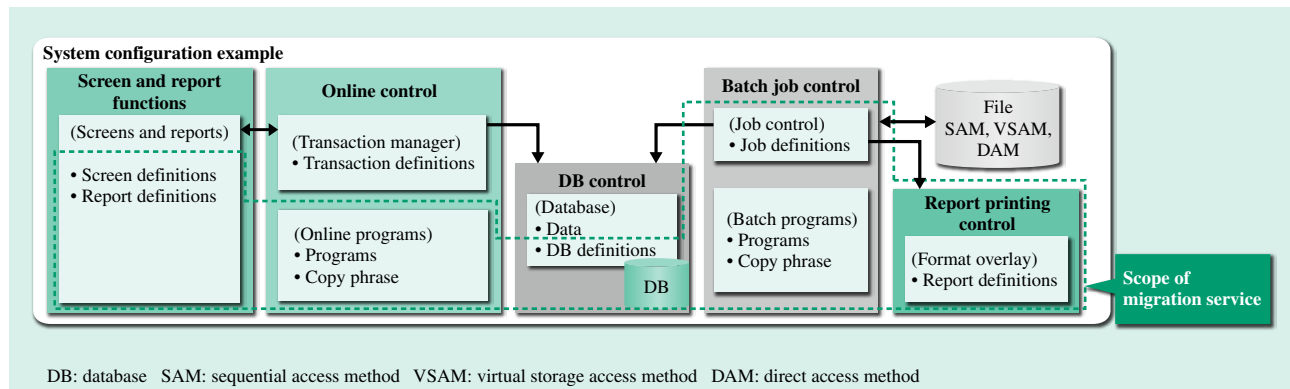 System configuration example
Screen and report
functions
(Screens and reports)
• Screen definitions
• Report definitions
Online control
(Transaction manager)
• Transaction definitions
(Online programs)
• Programs
• Copy phrase
DB control
(Database)
• Data
• DB definitions
DB
Batch job control
(Job control)
• Job definitions
(Batch programs)
• Programs
• Copy phrase
File
SAM, VSAM,
DAM
Report printing
control
(Format overlay)
• Report definitions
Scope of
migration service
DB: database SAM: sequential access method VSAM: virtual storage access method DAM: direct access method